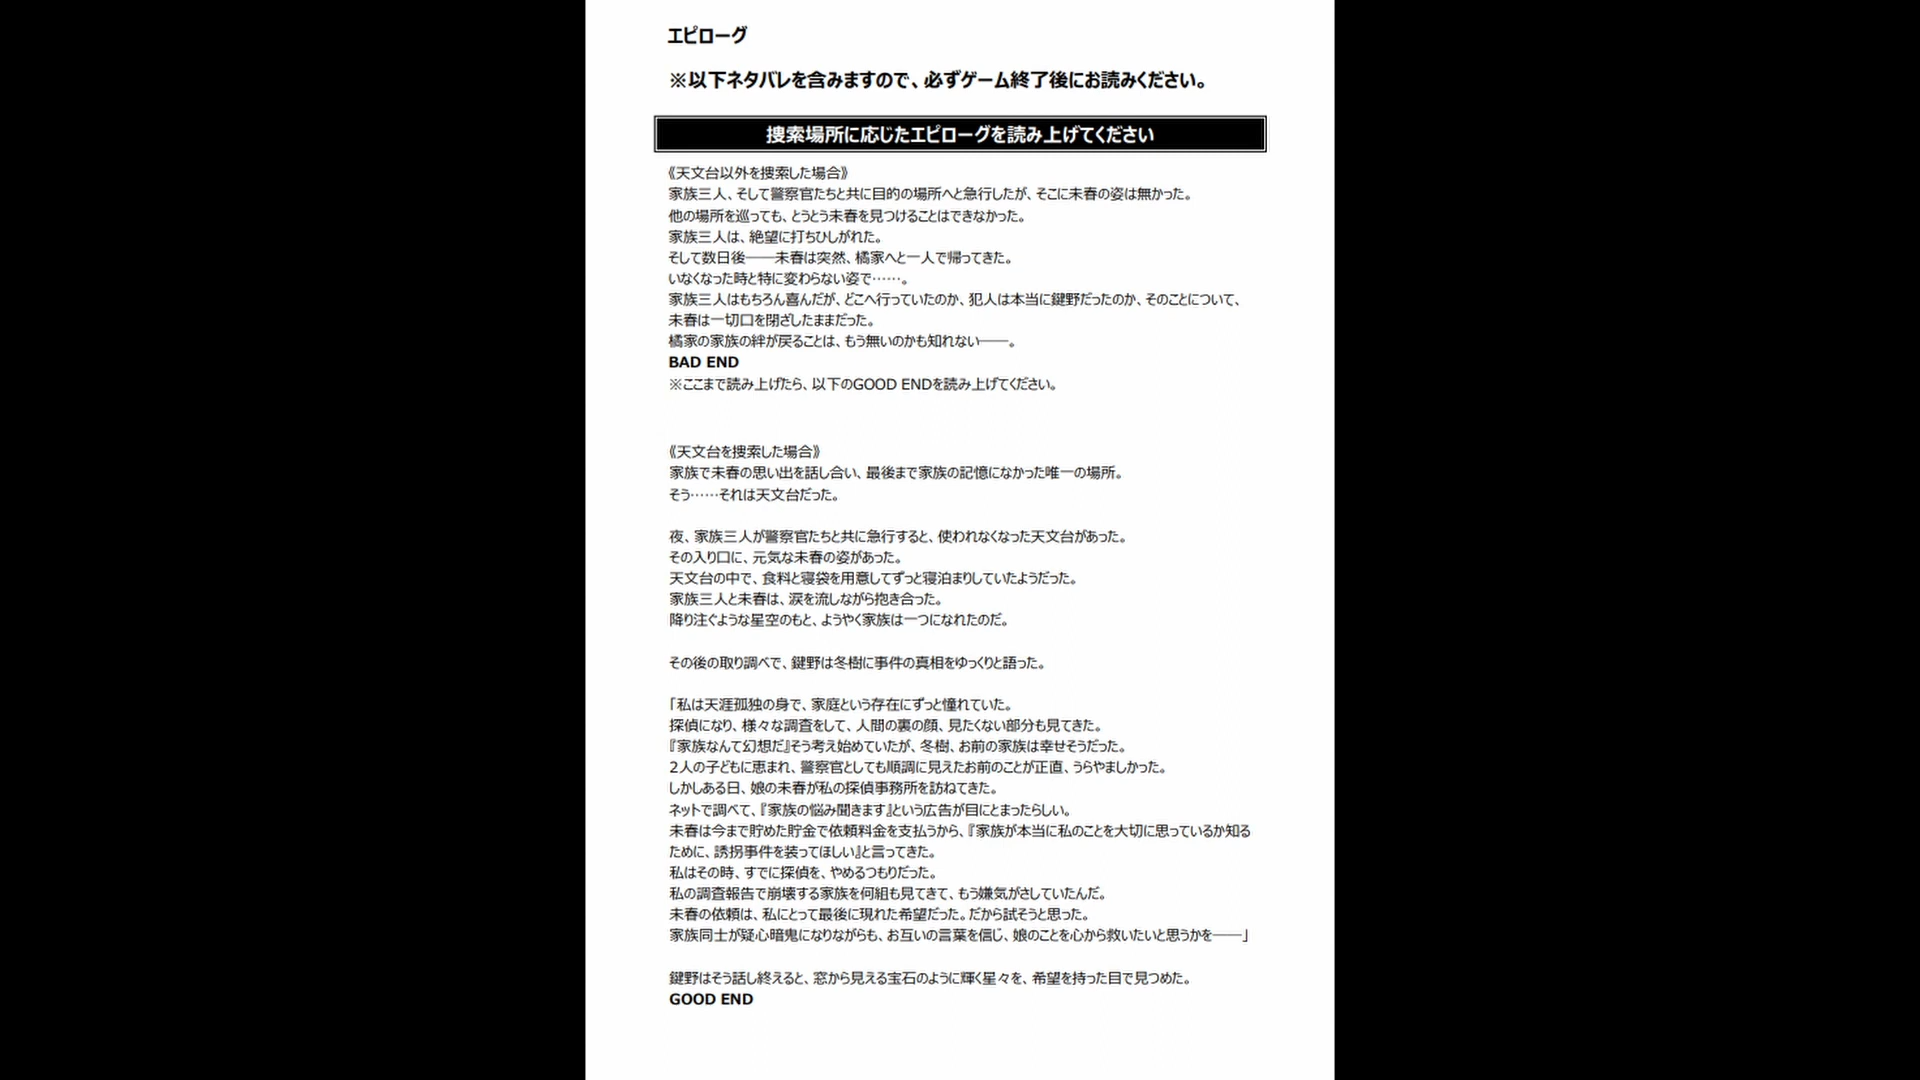 エピローグ
※以下ネタバレを含みますので、必ずゲーム終了後にお読みください。
捜索場所に応じたエピローグを読み上げてください
《天文台以外を捜索した場合》
家族三人、そして警察官たちと共に目的の場所へと急行したが、そこに未春の姿は無かった。
他の場所を巡っても、とうとう未春を見つけることはできなかった。
家族三人は、絶望に打ちひしがれた。
そして数日後――未春は突然、橘家へと一人で帰ってきた。
いなくなった時と特に変わらない姿で……。
家族三人はもちろん喜んだが、どこへ行っていたのか、犯人は本当に鍵野だったのか、そのことについて、
未春は一切口を閉ざしたままだった。
橘家の家族の絆が戻ることは、もう無いのかも知れない――。
BAD END
※ここまで読み上げたら、以下のGOOD ENDを読み上げてください。
《天文台を捜索した場合》
家族で未春の思い出を話し合い、最後まで家族の記憶になかった唯一の場所。
そう……それは天文台だった。
夜、家族三人が警察官たちと共に急行すると、使われなくなった天文台があった。
その入り口に、元気な未春の姿があった。
天文台の中で、食料と寝袋を用意してずっと寝泊まりしていたようだった。
家族三人と未春は、涙を流しながら抱き合った。
降り注ぐような星空のもと、ようやく家族は一つになれたのだ。
その後の取り調べで、鍵野は冬樹に事件の真相をゆっくりと語った。
「私は天涯孤独の身で、家庭という存在にずっと憧れていた。
探偵になり、様々な調査をして、人間の裏の顔、見たくない部分も見てきた。
『家族なんて幻想だ』そう考え始めていたが、冬樹、お前の家族は幸せそうだった。
2人の子どもに恵まれ、警察官としても順調に見えたお前のことが正直、うらやましかった。
しかしある日、娘の未春が私の探偵事務所を訪ねてきた。
ネットで調べて、『家族の悩み聞きます』という広告が目にとまったらしい。
未春は今まで貯めた貯金で依頼料金を支払うから、『家族が本当に私のことを大切に思っているか知る
ために、誘拐事件を装ってほしい』と言ってきた。
私はその時、すでに探偵を、やめるつもりだった。
私の調査報告で崩壊する家族を何組も見てきて、もう嫌気がさしていたんだ。
未春の依頼は、私にとって最後に現れた希望だった。だから試そうと思った。
家族同士が疑心暗鬼になりながらも、お互いの言葉を信じ、娘のことを心から救いたいと思うかを――」
鍵野はそう話し終えると、窓から見える宝石のように輝く星々を、希望を持った目で見つめた。
GOOD END